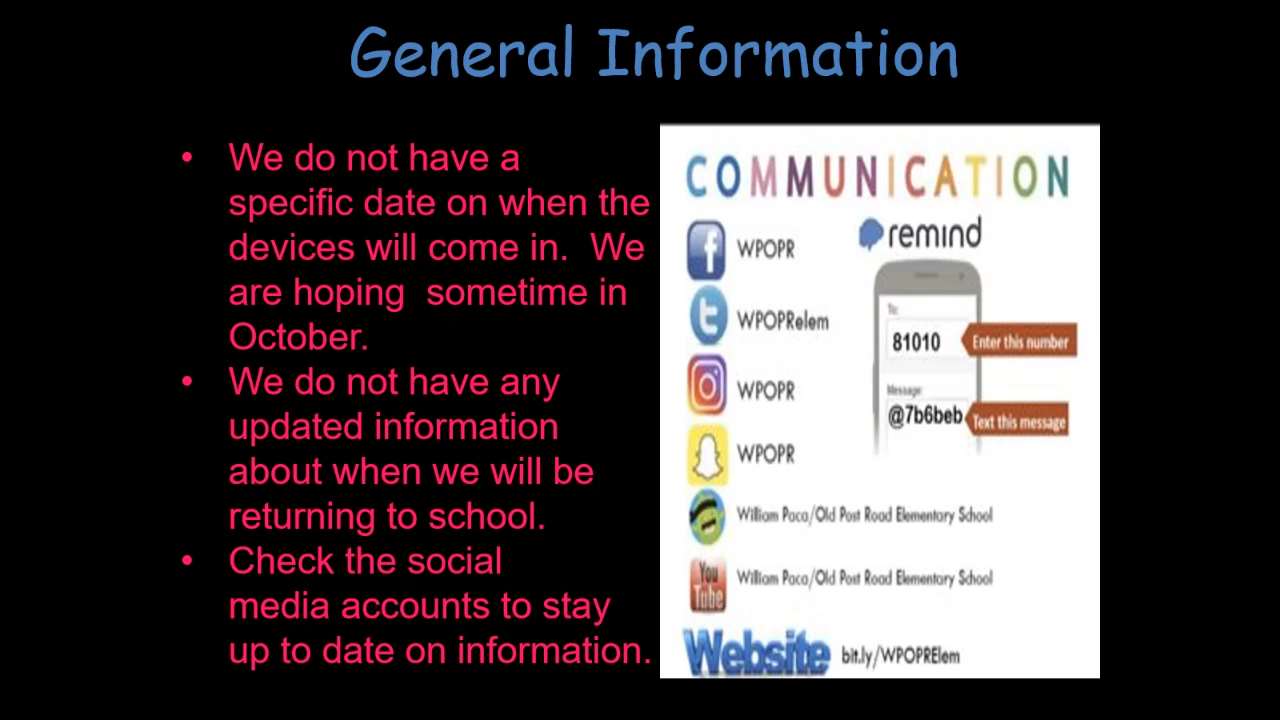 General Information
• We do not have a
specific date on when the
devices will come in.  We
are hoping  sometime in
October.
• We do not have any
updated information
about when we will be
returning to school.
• Check the social
media accounts to stay
up to date on information.
COMMUNICATION
WPOPR
WPOPRelem
WPOPR
WPOPR
William Paca/Old Post Road Elementary School
You
Tube
William Paca/Old Post Road Elementary School
Website bit.ly/WPOPRElem
remind
To:
81010
Enter this number
Message:
@7b6beb
Text this message